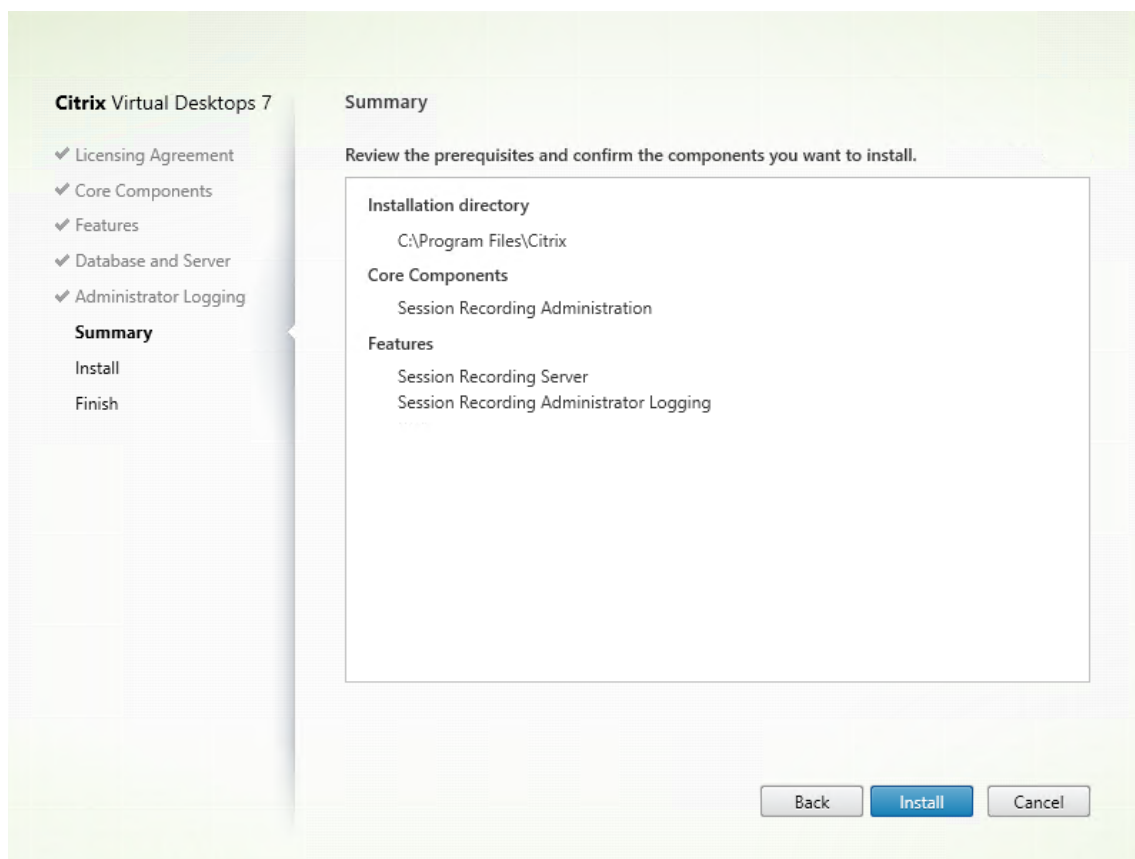 Citrix Virtual Desktops 7
Licensing Agreement
Core Components
Features
Database and Server
Administrator Logging
Summary
Install
Finish
Summary
Review the prerequisites and confirm the components you want to install.
Installation directory
C:\Program Files\Citrix
Core Components
Session Recording Administration
Features
Session Recording Server
Session Recording Administrator Logging
Back
Install
Cancel